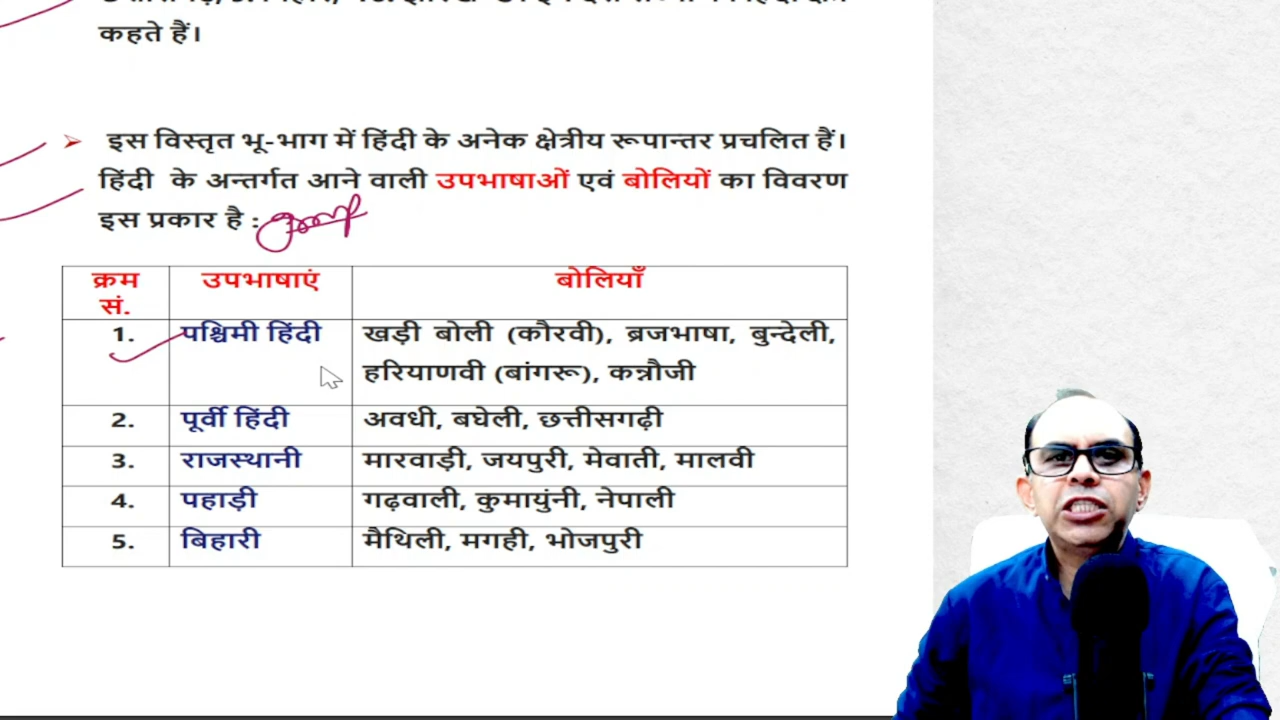 कहते हैं।
इस विस्तृत भू-भाग में हिंदी के अनेक क्षेत्रीय रूपान्तर प्रचलित हैं।
हिंदी के अन्तर्गत आने वाली उपभाषाओं एवं बोलियों का विवरण
इस प्रकार है :
क्रम सं. उपभाषाएं बोलियाँ
1. पश्चिमी हिंदी खड़ी बोली (कौरवी), ब्रजभाषा, बुन्देली,
हरियाणवी (बांगरू), कन्नौजी
2. पूर्वी हिंदी अवधी, बघेली, छत्तीसगढ़ी
3. राजस्थानी मारवाड़ी, जयपुरी, मेवाती, मालवी
4. पहाड़ी गढ़वाली, कुमायुंनी, नेपाली
5. बिहारी मैथिली, मगही, भोजपुरी